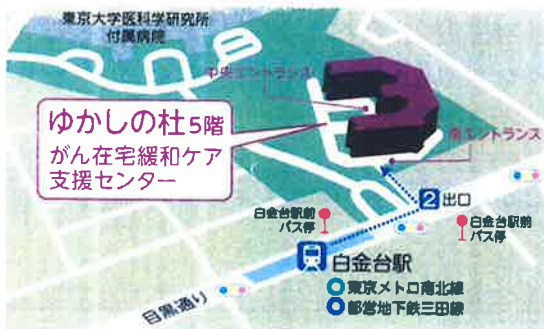 東京大学医科学研究所
付属病院
中央エントランス
ゆかしの杜5階
がん在宅緩和ケア
支援センター
南エントランス
2出口
白金台駅前
バス停
白金台駅前
バス停
白金台駅
目黒通り
東京メトロ南北線
都営地下鉄三田線